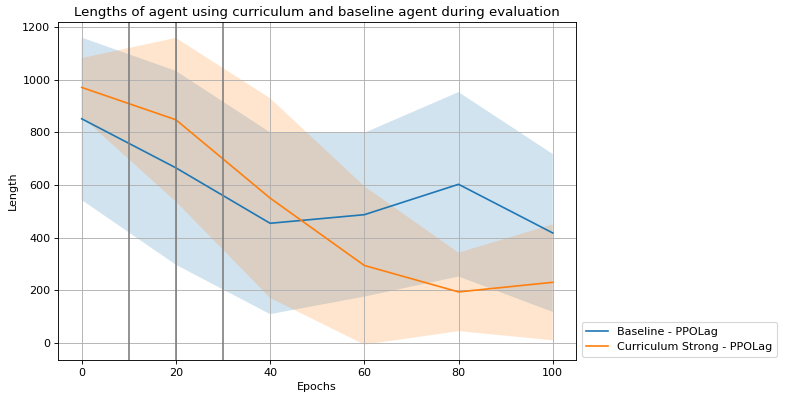 Lengths of agent using curriculum and baseline agent during evaluation
1200
1000
800
600
400
200
0
Length
0 20 40 60 80 100
Epochs
Baseline - PPOLag
Curriculum Strong - PPOLag